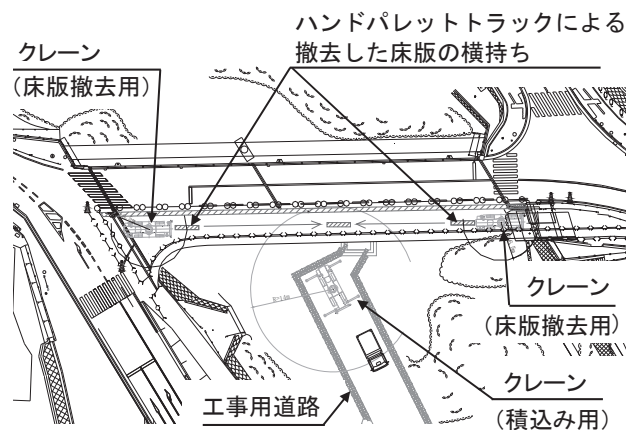 ハンドパレットトラックによる
撤去した床版の横持ち
クレーン
(床版撤去用)
クレーン
(床版撤去用)
クレーン
(積込み用)
工事用道路